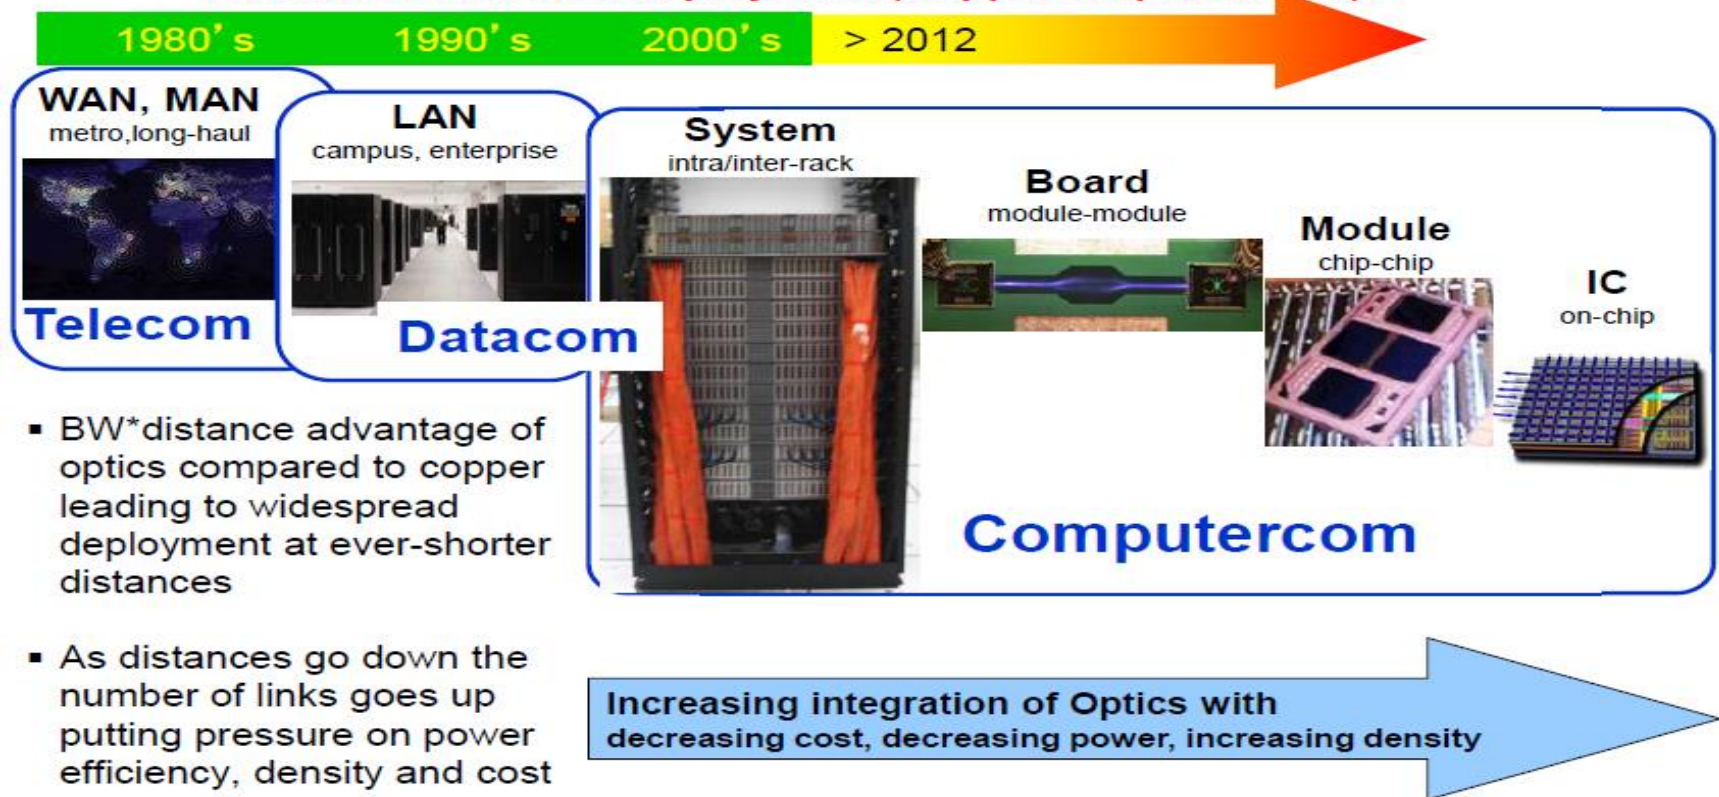 1980's 1990's 2000's > 2012
WAN, MAN
metro,long-haul
Telecom
LAN
campus, enterprise
Datacom
System
intra/inter-rack
Board
module-module
Module
chip-chip
IC
on-chip
Computercom
▪ BW*distance advantage of
optics compared to copper
leading to widespread
deployment at ever-shorter
distances
▪ As distances go down the
number of links goes up
putting pressure on power
efficiency, density and cost
Increasing integration of Optics with
decreasing cost, decreasing power, increasing density